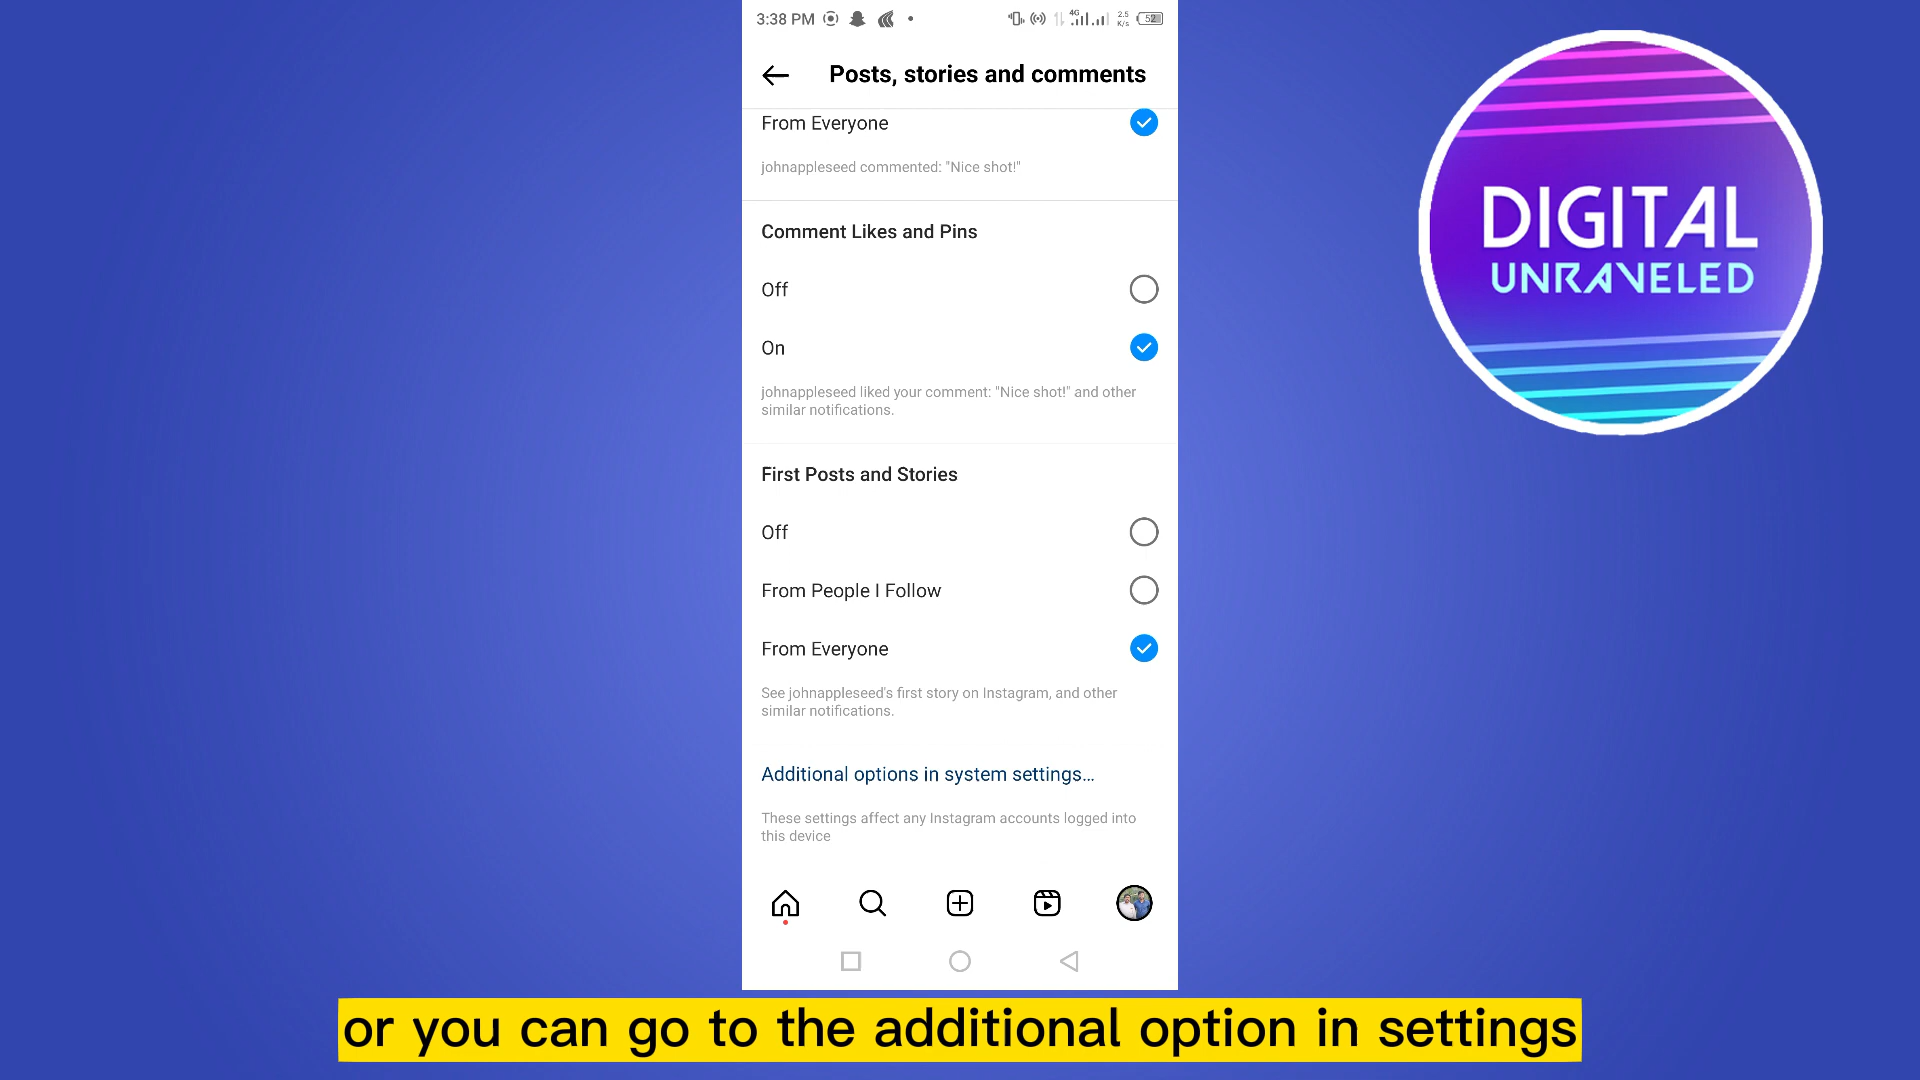 3:38 PM
4G
2.5
K/s
52
Posts, stories and comments
From Everyone
johnappleseed commented: "Nice shot!"
Comment Likes and Pins
Off
On
johnappleseed liked your comment: "Nice shot!" and other
similar notifications.
First Posts and Stories
Off
From People I Follow
From Everyone
See johnappleseed's first story on Instagram, and other
similar notifications.
Additional options in system settings...
These settings affect any Instagram accounts logged into
this device
DIGITAL
UNRAVELED
or you can go to the additional option in settings